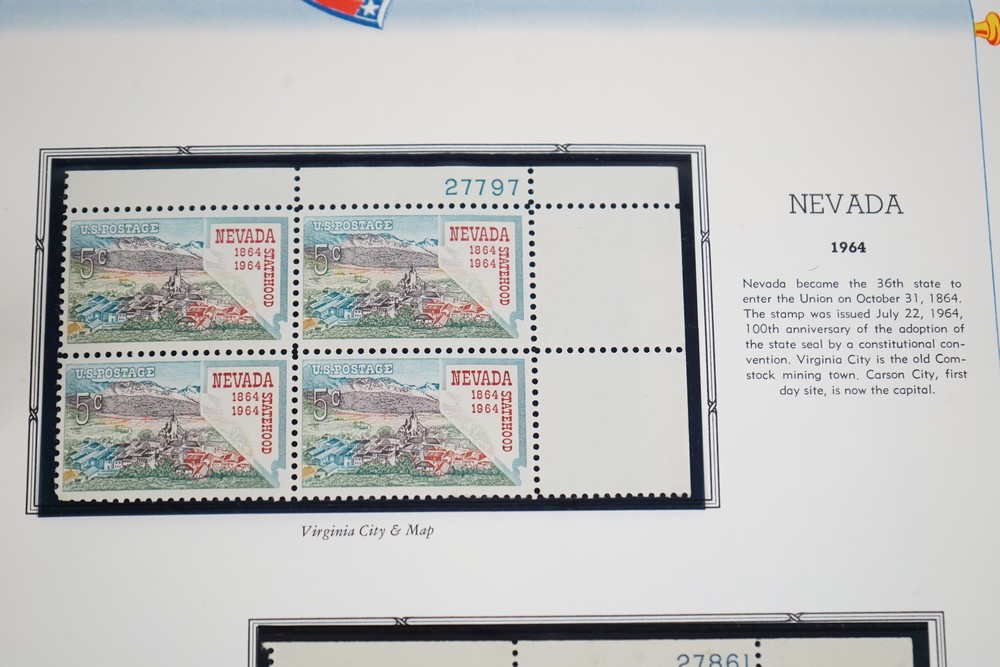 27797
U.S. POSTAGE
5c
NEVADA
1864
1964
STATEHOOD
U.S. POSTAGE
5c
NEVADA
1864
1964
STATEHOOD
U.S. POSTAGE
5c
NEVADA
1864
1964
STATEHOOD
U.S. POSTAGE
5c
NEVADA
1864
1964
STATEHOOD
Virginia City & Map
NEVADA
1964
Nevada became the 36th state to
enter the Union on October 31, 1864.
The stamp was issued July 22, 1964,
100th anniversary of the adoption of
the state seal by a constitutional con-
vention. Virginia City is the old Com-
stock mining town. Carson City, first
day site, is now the capital.
27861